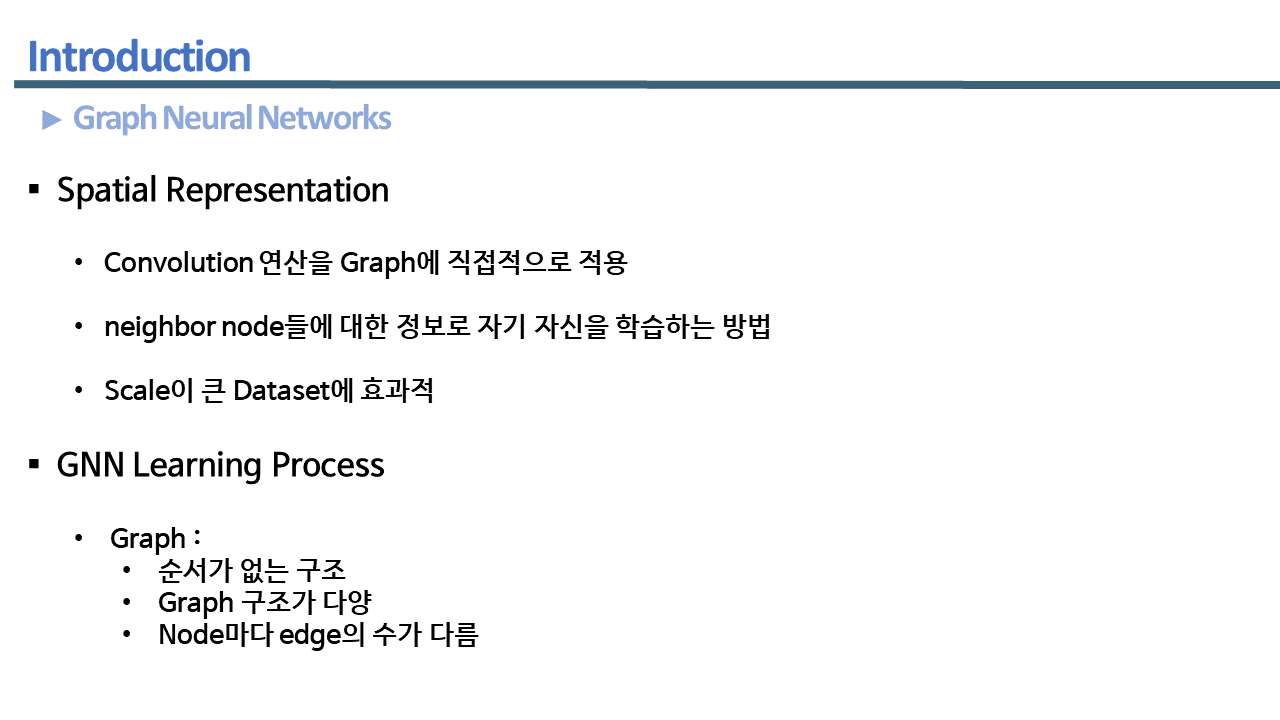 Introduction
► Graph Neural Networks
▪ Spatial Representation
• Convolution 연산을 Graph에 직접적으로 적용
• neighbor node들에 대한 정보로 자기 자신을 학습하는 방법
• Scale이 큰 Dataset에 효과적
▪ GNN Learning Process
• Graph :
• 순서가 없는 구조
• Graph 구조가 다양
• Node마다 edge의 수가 다름